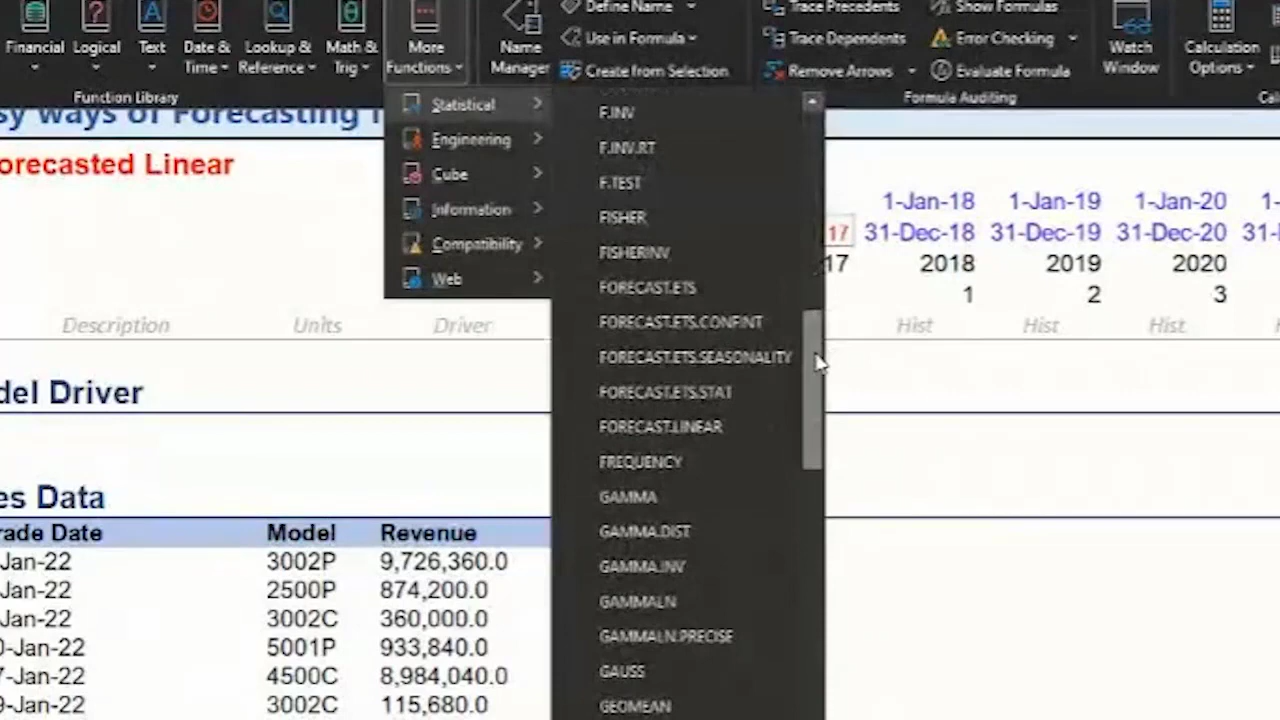 Define Name
Trace Precedents
Show Formulas
Financial
Logical
Text
Date & Time
Lookup & Reference
Math & Trig
More Functions
Name Manager
Use in Formula
Trace Dependents
Error Checking
Watch Window
Calculation Options
Create from Selection
Remove Arrows
Evaluate Formula
Function Library
Formula Auditing
sy ways of Forecasting
orecasted Linear
Statistical
Engineering
Cube
Information
Compatibility
Web
F.INV
F.INV.RT
F.TEST
FISHER
FISHERINV
FORECAST.ETS
FORECAST.ETS.CONFINT
FORECAST.ETS.SEASONALITY
FORECAST.ETS.STAT
FORECAST.LINEAR
FREQUENCY
GAMMA
GAMMA.DIST
GAMMA.INV
GAMMALN
GAMMALN.PRECISE
GAUSS
GEOMEAN
1-Jan-18 1-Jan-19 1-Jan-20 1-
17 31-Dec-18 31-Dec-19 31-Dec-20 31-
17 2018 2019 2020
1 2 3
Description Units Driver Hist Hist Hist
del Driver
es Data
rade Date Model Revenue
Jan-22 3002P 9,726,360.0
Jan-22 2500P 874,200.0
Jan-22 3002C 360,000.0
0-Jan-22 5001P 933,840.0
7-Jan-22 4500C 8,984,040.0
9-Jan-22 3002C 115,680.0